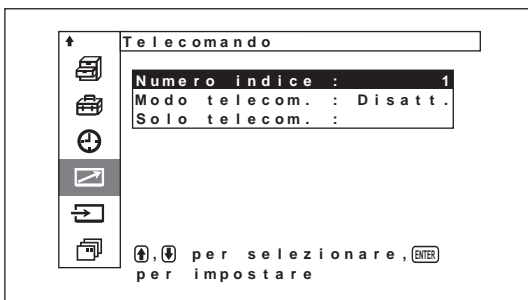 Telecomando
Numero indice : 1
Modo telecom. : Disatt.
Solo telecom. :
, per selezionare, ENTER
per impostare